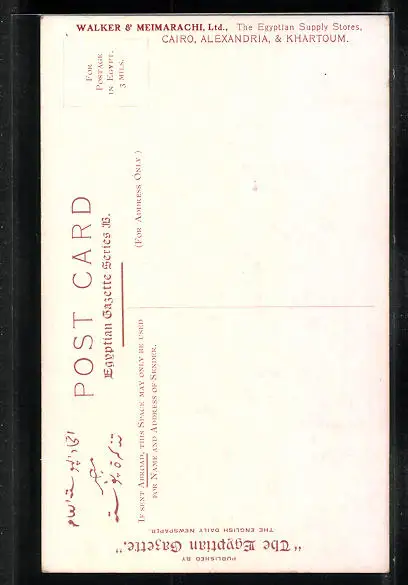 WALKER & MEIMARACHI, Ltd., The Egyptian Supply Stores,
CAIRO, ALEXANDRIA, & KHARTOUM.
FOR
POSTAGE
IN EGYPT.
3 MILS.
POST CARD
Egyptian Gazette Series B.
(FOR ADDRESS ONLY)
IF SENT ABROAD, THIS SPACE MAY ONLY BE USED
FOR NAME AND ADDRESS OF SENDER.
PUBLISHED BY
"The Egyptian Gazette,"
THE ENGLISH DAILY NEWSPAPER